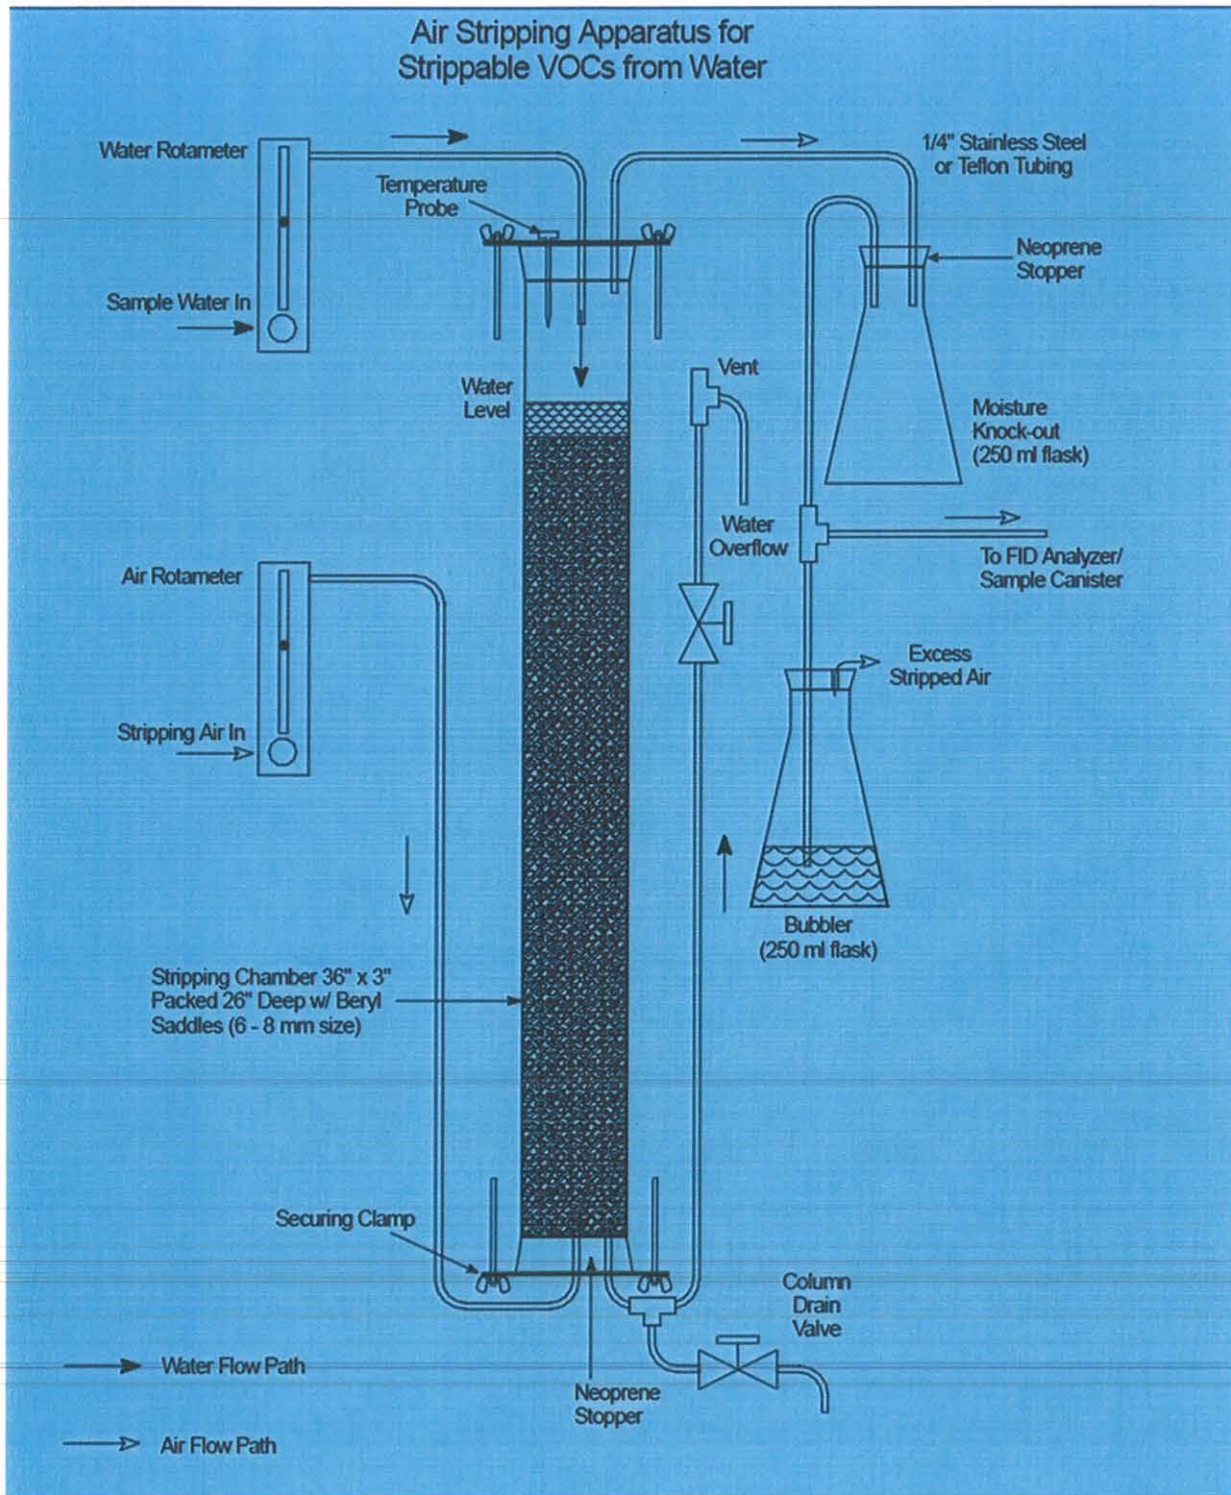 Air Stripping Apparatus for
Strippable VOCs from Water
Water Rotameter
Temperature
Probe
1/4" Stainless Steel
or Teflon Tubing
Neoprene
Stopper
Sample Water In
Vent
Water
Level
Moisture
Knock-out
(250 ml flask)
Water
Overflow
To FID Analyzer/
Sample Canister
Air Rotameter
Excess
Stripped Air
Stripping Air In
Bubbler
(250 ml flask)
Stripping Chamber 36" x 3"
Packed 26" Deep w/ Beryl
Saddles (6 - 8 mm size)
Securing Clamp
Column
Drain
Valve
Water Flow Path
Neoprene
Stopper
Air Flow Path